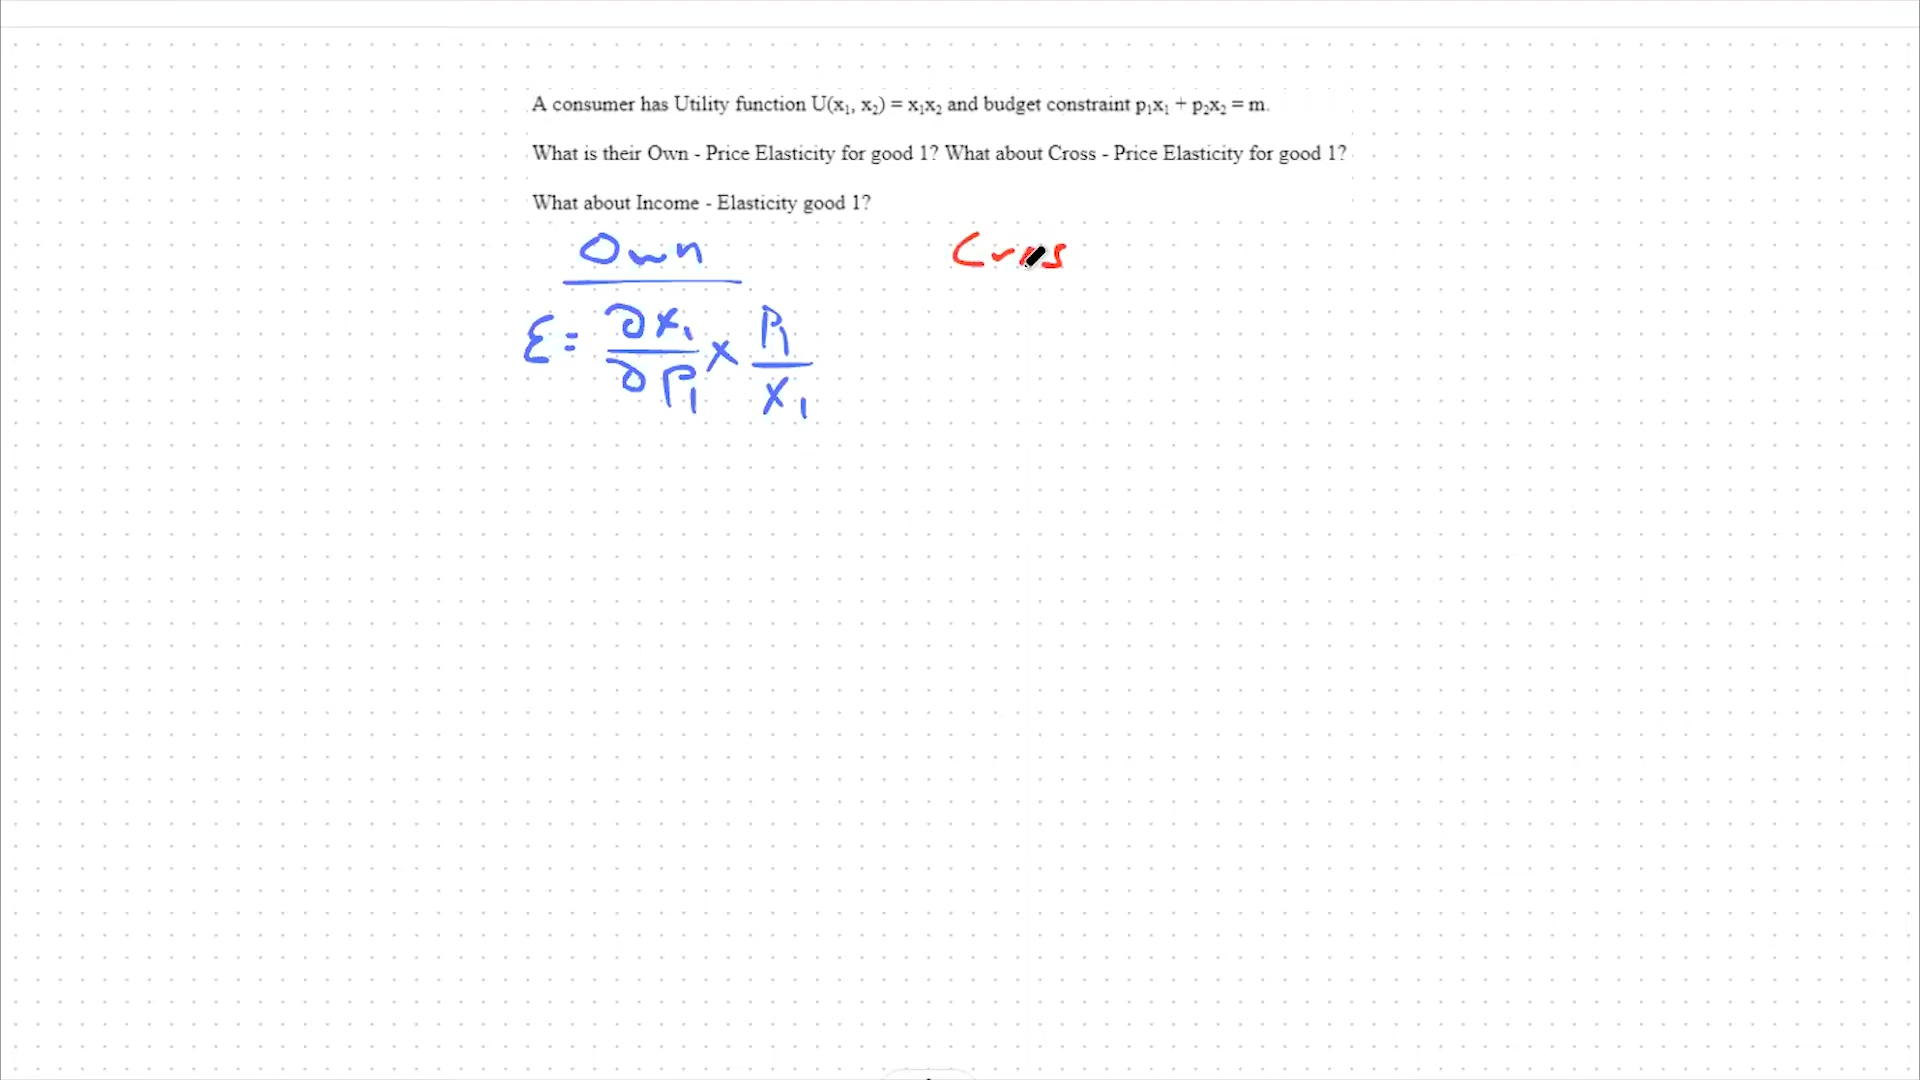 A consumer has Utility function U(x₁, x₂) = x₁x₂ and budget constraint p₁x₁ + p₂x₂ = m.
What is their Own - Price Elasticity for good 1? What about Cross - Price Elasticity for good 1?
What about Income - Elasticity good 1?
Own
ε = ∂x₁/∂P₁ × P₁/x₁